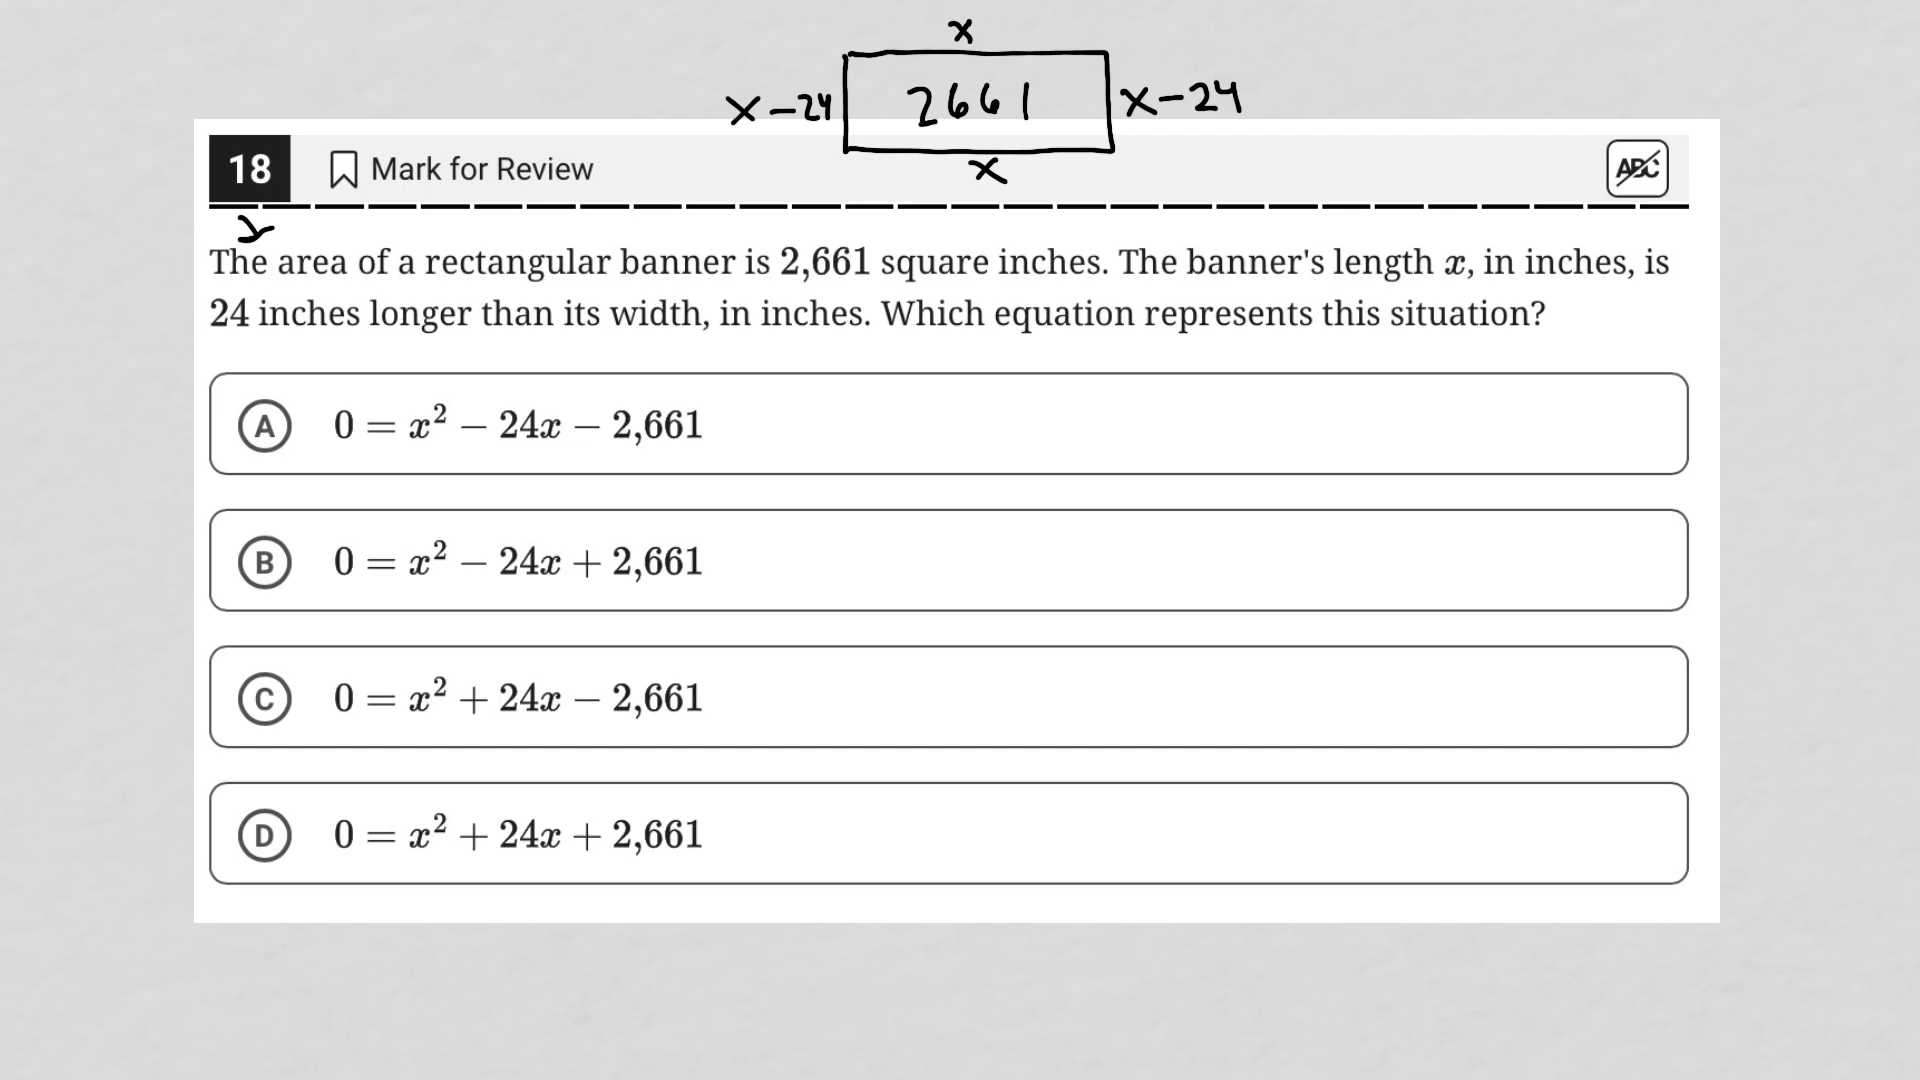 x
x-24 2661 x-24
x
18 Mark for Review ABC
The area of a rectangular banner is 2,661 square inches. The banner's length x, in inches, is
24 inches longer than its width, in inches. Which equation represents this situation?
A 0 = x² − 24x − 2,661
B 0 = x² − 24x + 2,661
C 0 = x² + 24x − 2,661
D 0 = x² + 24x + 2,661